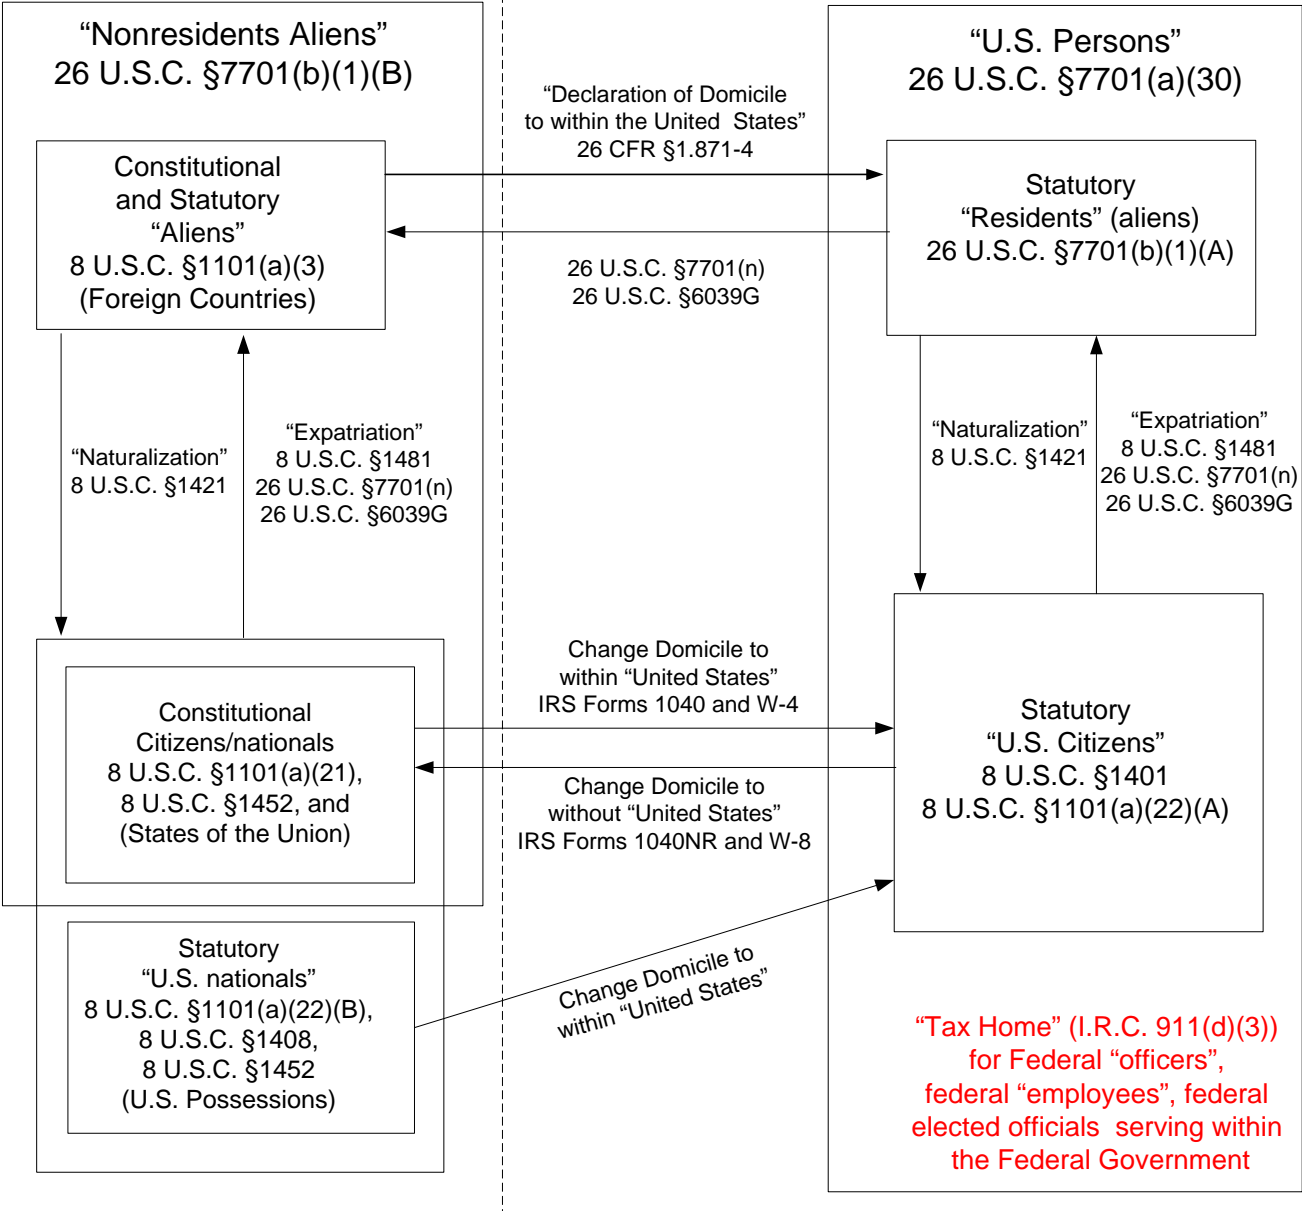 “Nonresidents Aliens”
26 U.S.C. §7701(b)(1)(B)
“U.S. Persons”
26 U.S.C. §7701(a)(30)
“Declaration of Domicile
to within the United States”
26 CFR §1.871-4
Constitutional
and Statutory
“Aliens”
8 U.S.C. §1101(a)(3)
(Foreign Countries)
Statutory
“Residents” (aliens)
26 U.S.C. §7701(b)(1)(A)
26 U.S.C. §7701(n)
26 U.S.C. §6039G
“Naturalization”
8 U.S.C. §1421
“Expatriation”
8 U.S.C. §1481
26 U.S.C. §7701(n)
26 U.S.C. §6039G
“Naturalization”
8 U.S.C. §1421
“Expatriation”
8 U.S.C. §1481
26 U.S.C. §7701(n)
26 U.S.C. §6039G
Change Domicile to
within “United States”
IRS Forms 1040 and W-4
Constitutional
Citizens/nationals
8 U.S.C. §1101(a)(21),
8 U.S.C. §1452, and
(States of the Union)
Statutory
“U.S. Citizens”
8 U.S.C. §1401
8 U.S.C. §1101(a)(22)(A)
Change Domicile to
without “United States”
IRS Forms 1040NR and W-8
Statutory
“U.S. nationals”
8 U.S.C. §1101(a)(22)(B),
8 U.S.C. §1408,
8 U.S.C. §1452
(U.S. Possessions)
Change Domicile to
within “United States”
“Tax Home” (I.R.C. 911(d)(3))
for Federal “officers”,
federal “employees”, federal
elected officials serving within
the Federal Government